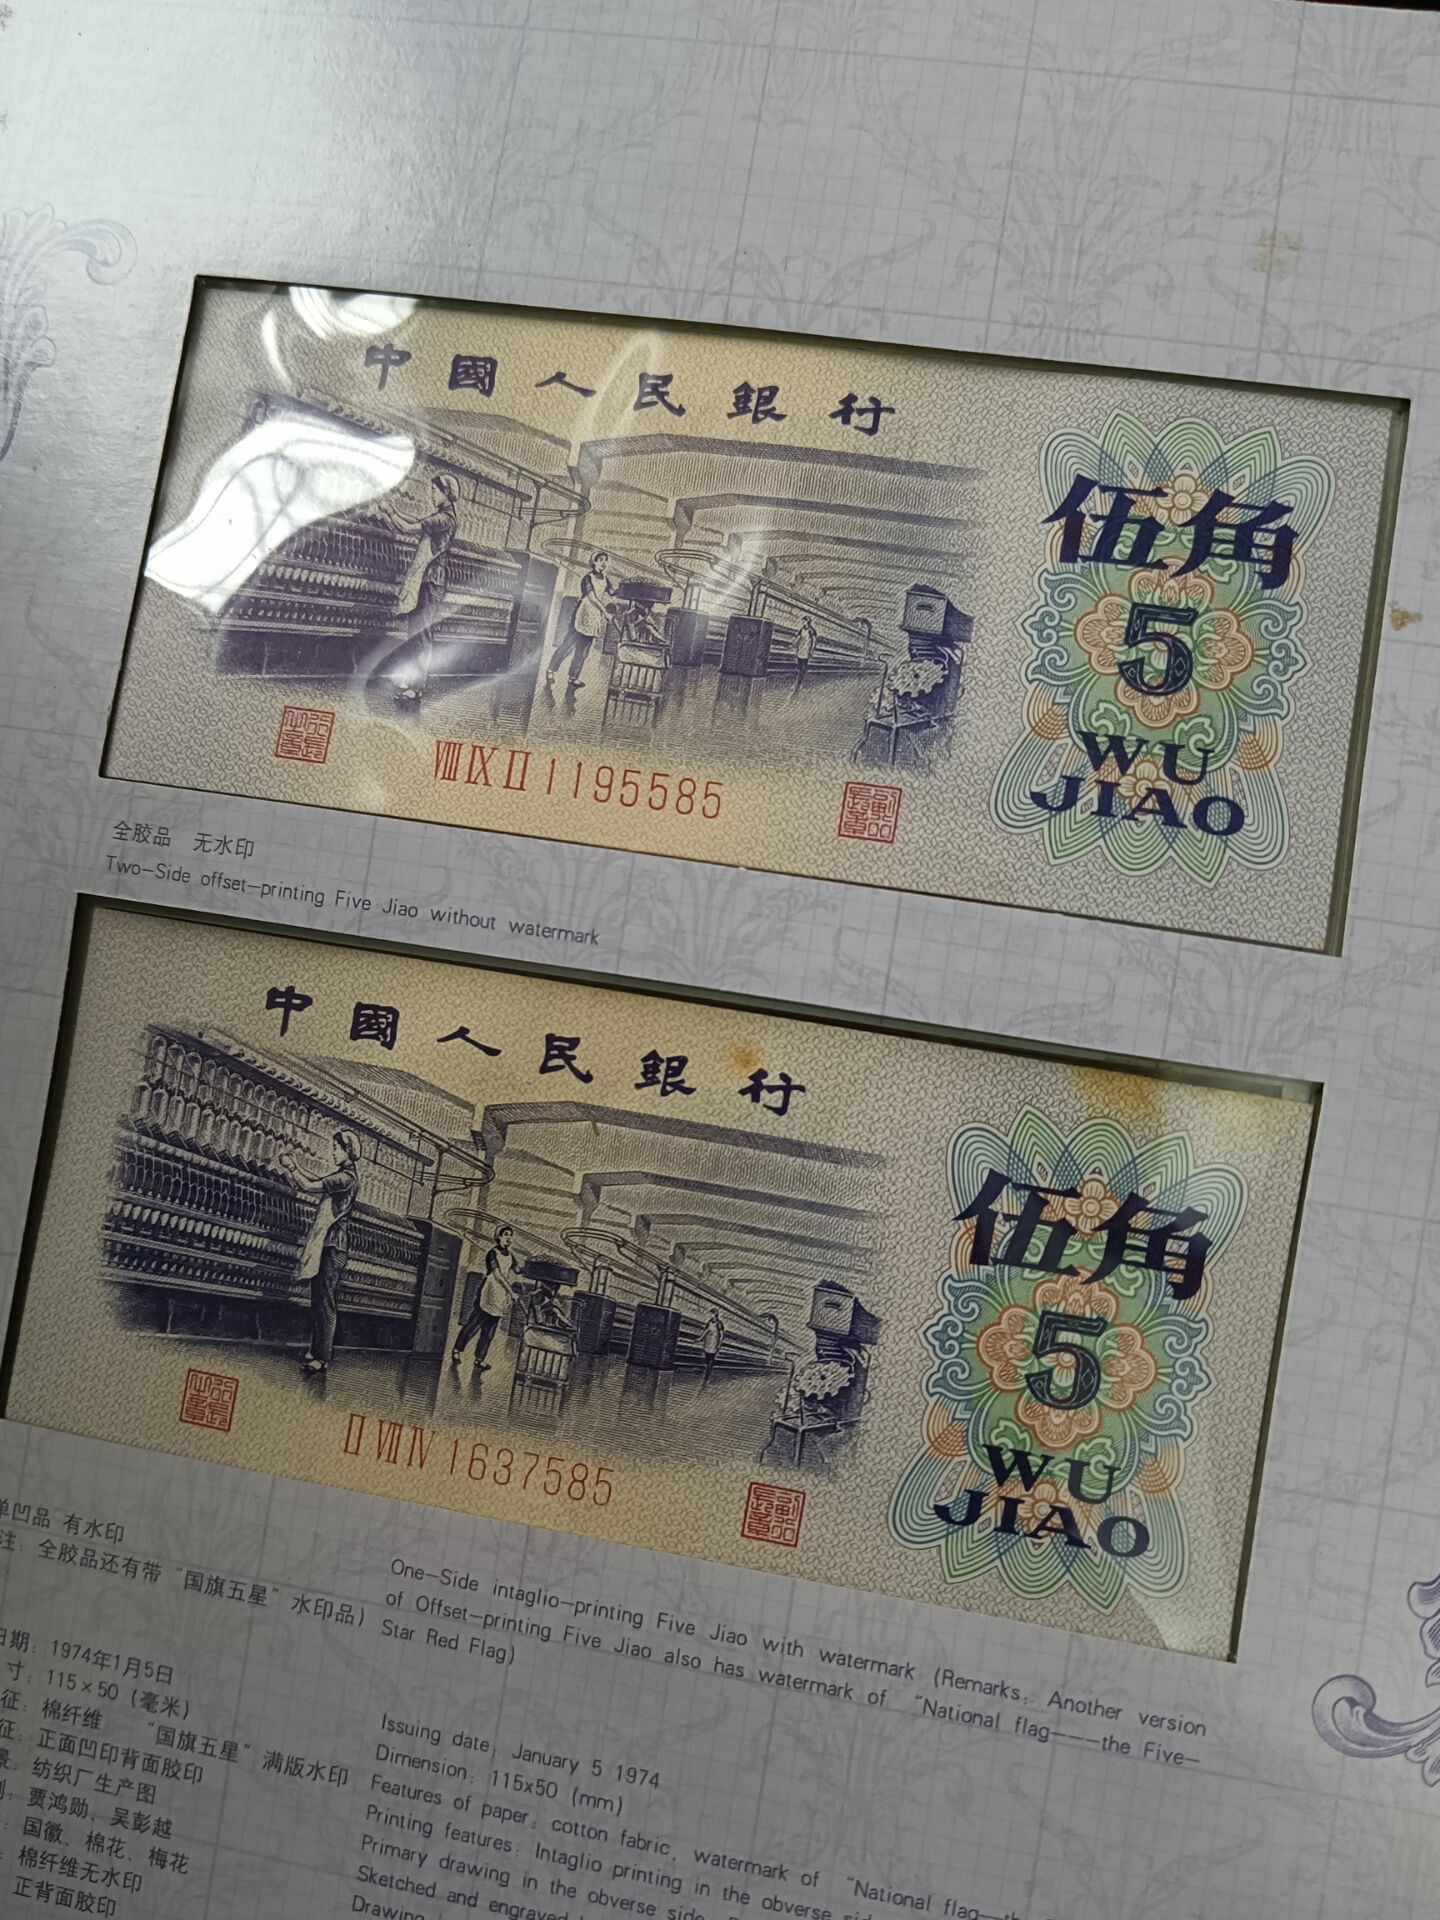 中國人民銀行
伍角
5
WU
JIAO
ⅧⅨⅡ1195585
全胶品 无水印
Two-Side offset-printing Five Jiao without watermark
中國人民銀行
伍角
5
WU
JIAO
ⅡⅦⅣ1637585
单凹品 有水印
注：全胶品还有带“国旗五星”水印品）
One-Side intaglio-printing Five Jiao with watermark (Remarks: Another version
of Offset-printing Five Jiao also has watermark of “National flag---the Five-
Star Red Flag)
日期：1974年1月5日
寸：115×50（毫米）
征：棉纤维 “国旗五星”满版水印
征：正面凹印背面胶印
景：纺织厂生产图
刻：贾鸿勋、吴彭越
：国徽、棉花、梅花
：棉纤维无水印
正背面胶印
Issuing date: January 5 1974
Dimension: 115x50 (mm)
Features of paper: cotton fabric, watermark of “National flag---th
Printing features: Intaglio printing in the obverse sid
Primary drawing in the obverse side
Sketched and engraved
Drawing